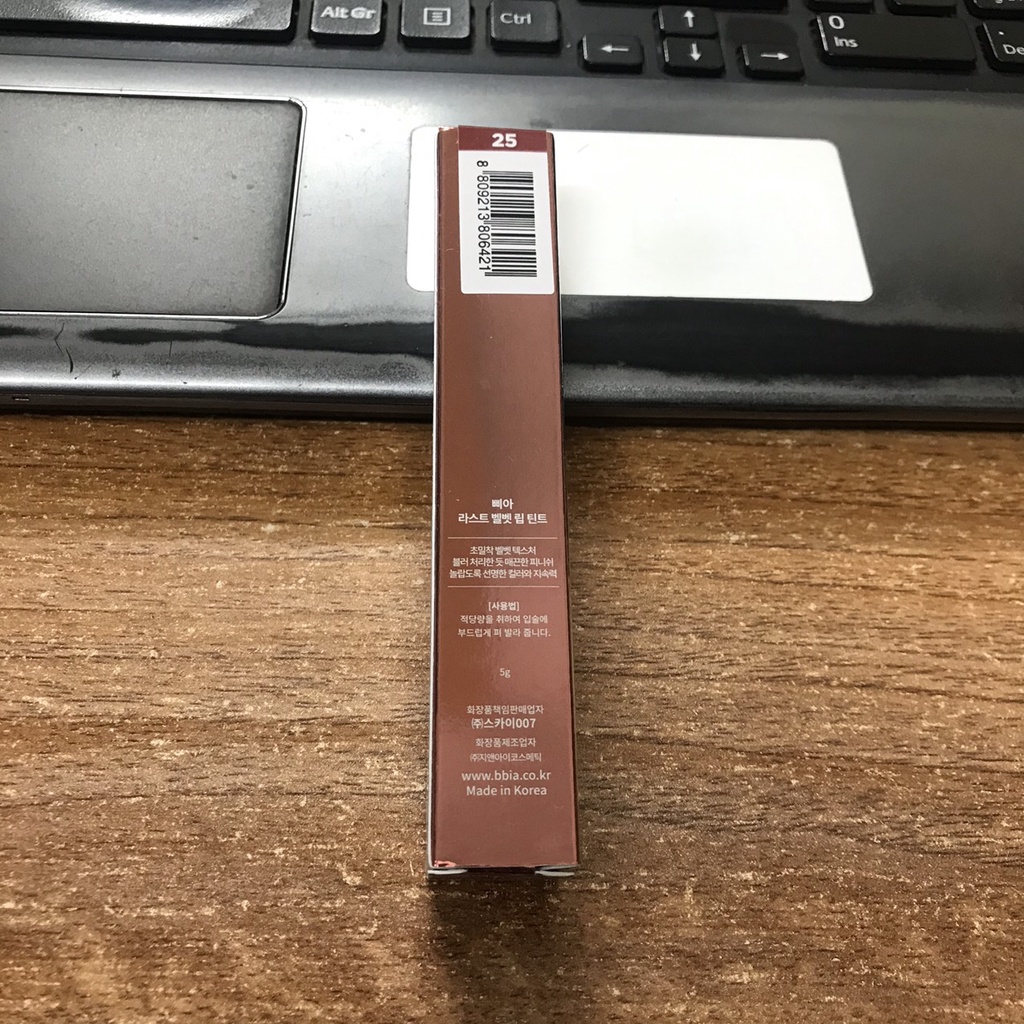 Alt Gr
Ctrl
↑
←
↓
→
0
Ins
.
De
25
8 809213 806421
삐아
라스트 벨벳 립 틴트
초밀착 벨벳 텍스처
블러 처리한 듯 매끈한 피니쉬
놀랍도록 선명한 컬러와 지속력
[사용법]
적당량을 취하여 입술에
부드럽게 펴 발라 줍니다.
5g
화장품책임판매업자
㈜스카이007
화장품제조업자
㈜지앤아이코스메틱
www.bbia.co.kr
Made in Korea